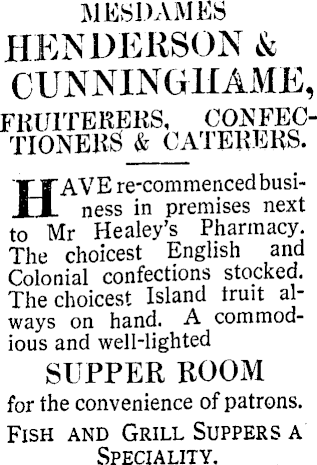 MESDAMES
HENDERSON &
CUNNINGHAME,
FRUITERERS, CONFEC-
TIONERS & CATERERS.
HAVE re-commenced busi-
ness in premises next
to Mr Healey's Pharmacy.
The choicest English and
Colonial confections stocked.
The choicest Island fruit al-
ways on hand. A commod-
ious and well-lighted
SUPPER ROOM
for the convenience of patrons.
FISH AND GRILL SUPPERS A
SPECIALITY.